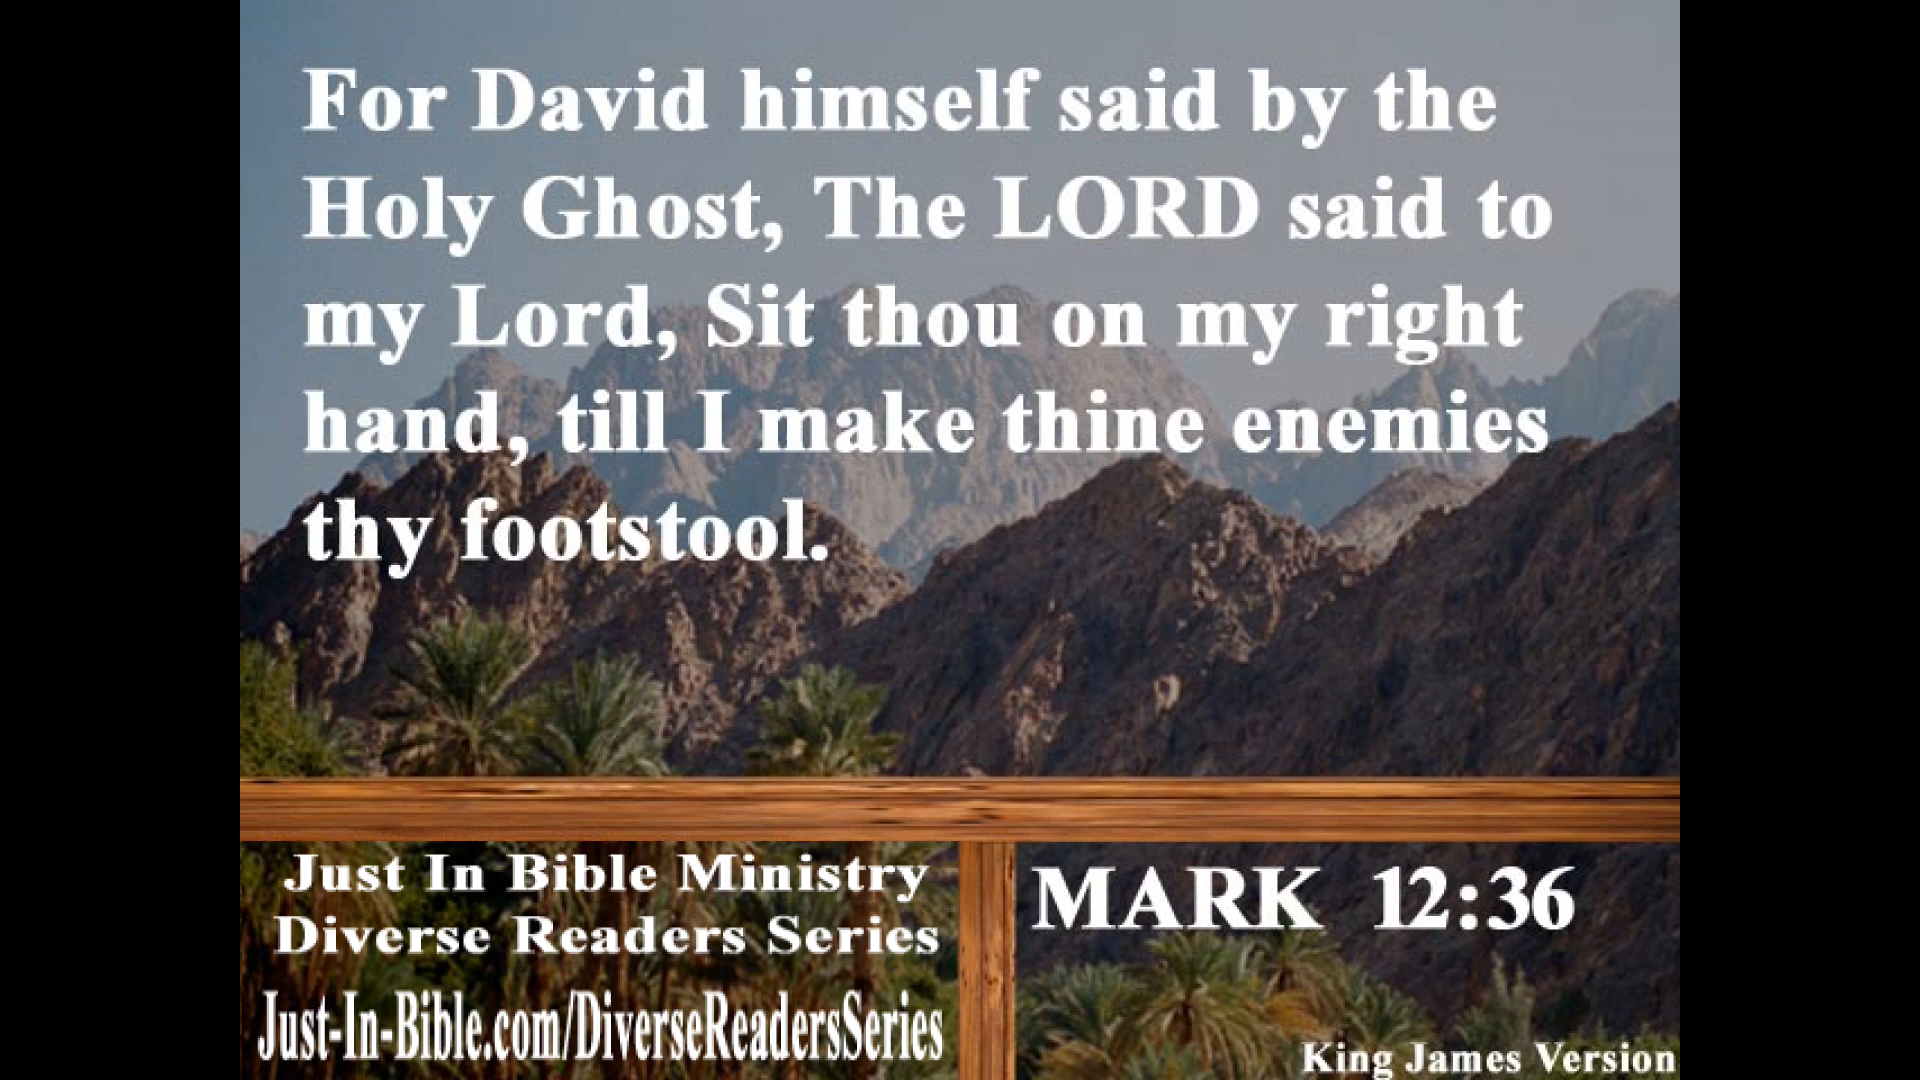 For David himself said by the
Holy Ghost, The LORD said to
my Lord, Sit thou on my right
hand, till I make thine enemies
thy footstool.
Just In Bible Ministry
Diverse Readers Series
Just-In-Bible.com/DiverseReadersSeries
MARK 12:36
King James Version